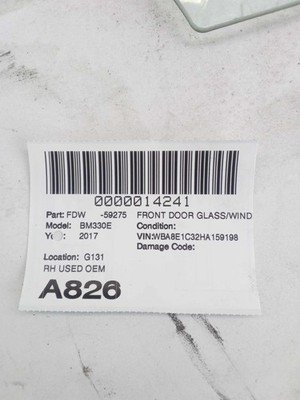 0000014241
Part: FDW -59275 FRONT DOOR GLASS/WIND
Model: BM330E Condition:
2017 VIN:WBA8E1C32HA159198
Damage Code:
Location: G131
RH USED OEM
A826